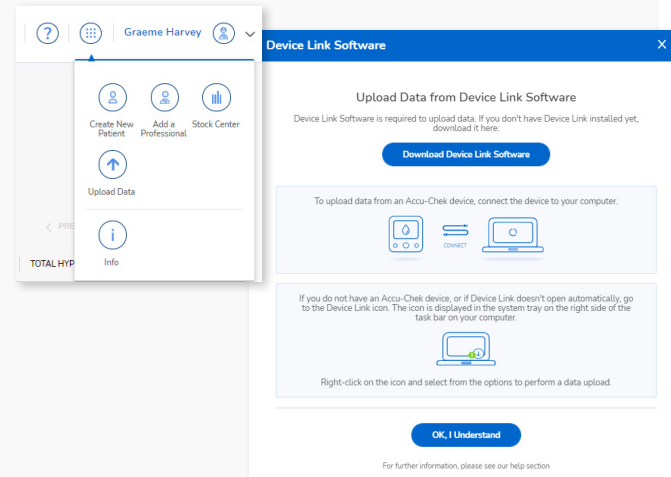 ?
Graeme Harvey
Create New
Patient
Add a
Professional
Stock Center
Upload Data
PRE
i
Info
TOTAL HYP
Device Link Software
X
Upload Data from Device Link Software
Device Link Software is required to upload data. If you don't have Device Link installed yet,
download it here:
Download Device Link Software
To upload data from an Accu-Chek device, connect the device to your computer.
CONNECT
If you do not have an Accu-Chek device, or if Device Link doesn't open automatically, go
to the Device Link icon. The icon is displayed in the system tray on the right side of the
task bar on your computer.
Right-click on the icon and select from the options to perform a data upload.
OK, I Understand
For further information, please see our help section